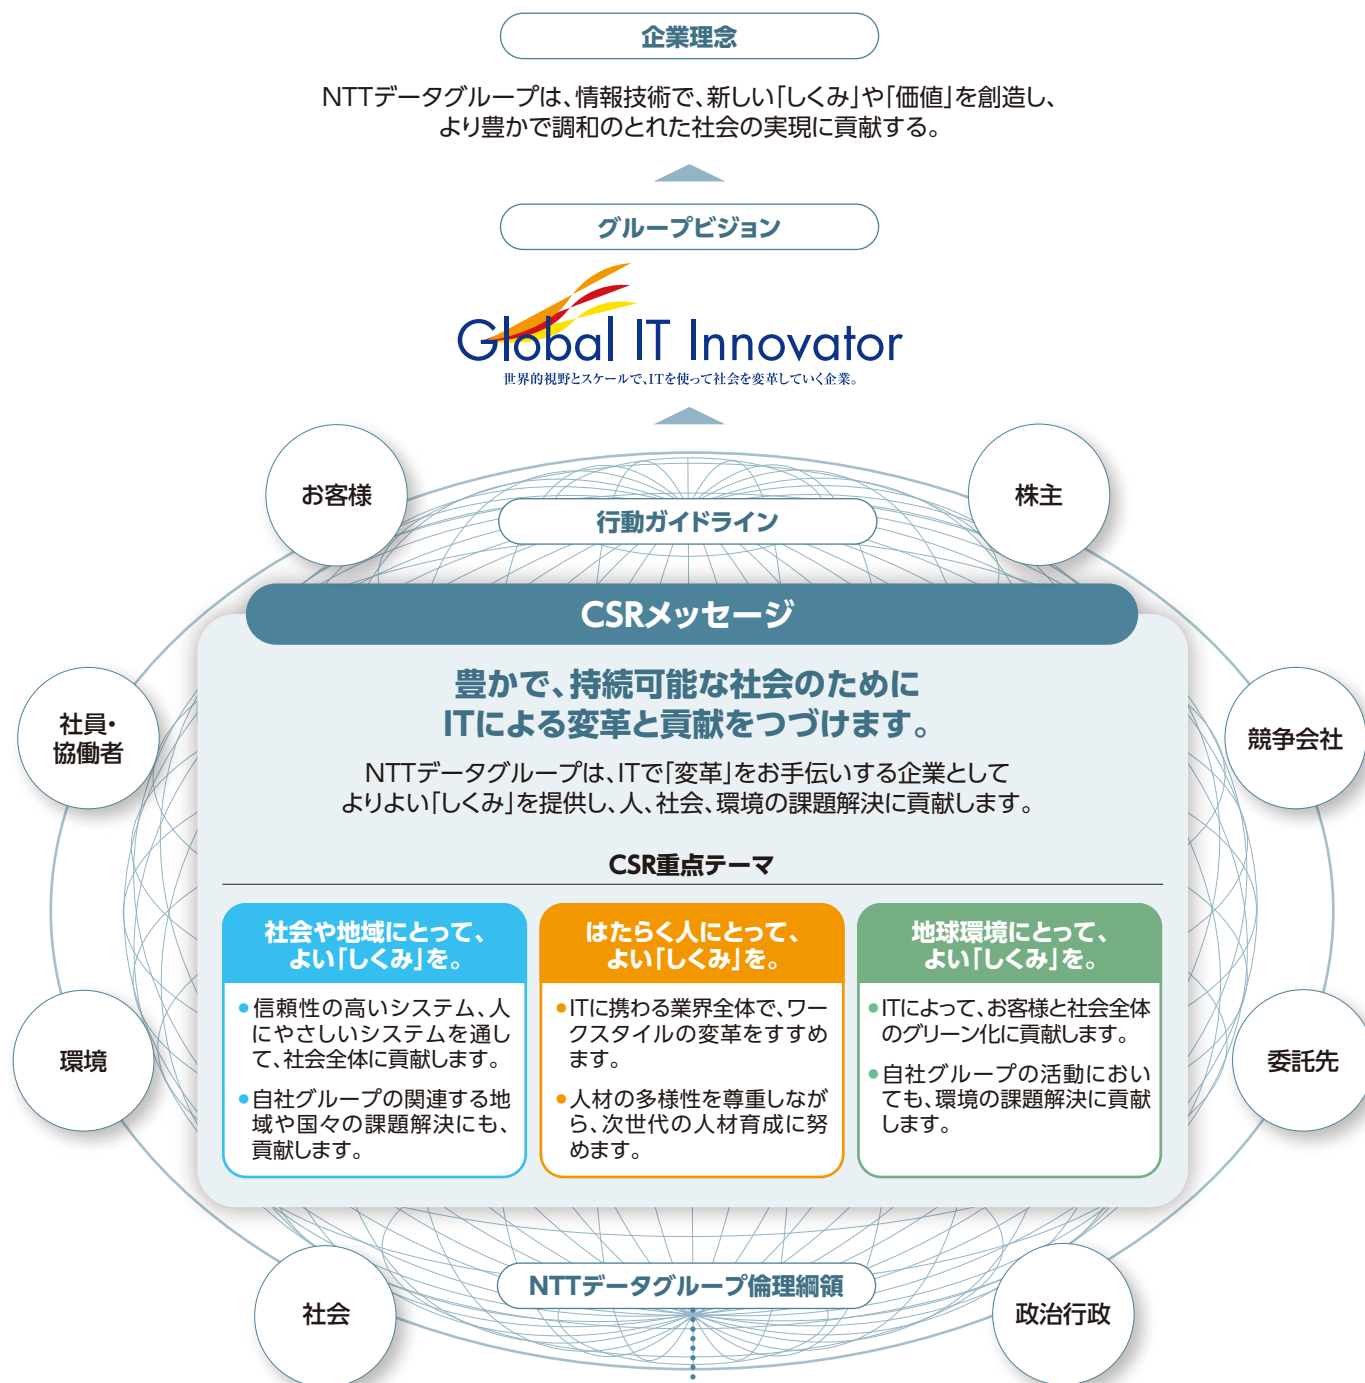 企業理念
NTTデータグループは、情報技術で、新しい「しくみ」や「価値」を創造し、
より豊かで調和のとれた社会の実現に貢献する。
グループビジョン
Global IT Innovator
世界的視野とスケールで、ITを使って社会を変革していく企業。
お客様
株主
行動ガイドライン
CSRメッセージ
豊かで、持続可能な社会のために
ITによる変革と貢献をつづけます。
社員・
協働者
競争会社
NTTデータグループは、ITで「変革」をお手伝いする企業として
よりよい「しくみ」を提供し、人、社会、環境の課題解決に貢献します。
CSR重点テーマ
社会や地域にとって、
よい「しくみ」を。
●信頼性の高いシステム、人
にやさしいシステムを通し
て、社会全体に貢献します。
●自社グループの関連する地
域や国々の課題解決にも、
貢献します。
はたらく人にとって、
よい「しくみ」を。
●ITに携わる業界全体で、ワー
クスタイルの変革をすすめ
ます。
●人材の多様性を尊重しなが
ら、次世代の人材育成に努
めます。
地球環境にとって、
よい「しくみ」を。
●ITによって、お客様と社会全体
のグリーン化に貢献します。
●自社グループの活動におい
ても、環境の課題解決に貢献
します。
環境
委託先
社会
NTTデータグループ倫理綱領
政治行政